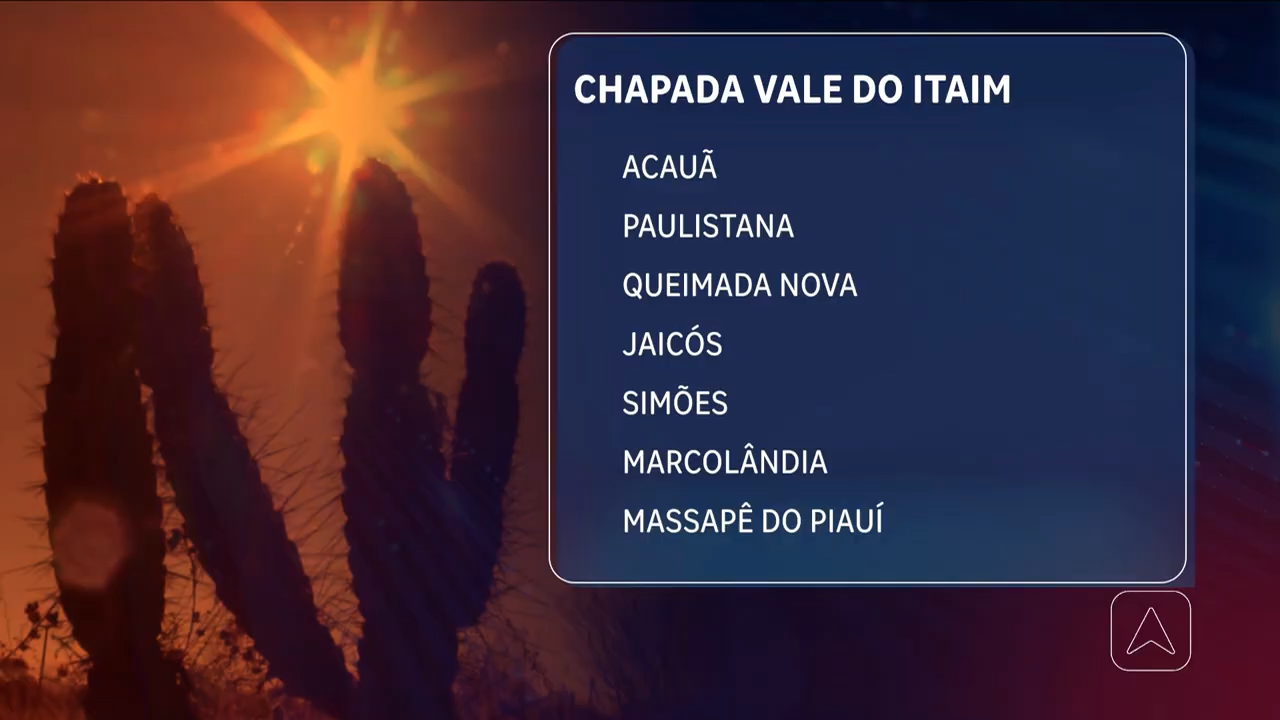 CHAPADA VALE DO ITAIM
ACAUÃ
PAULISTANA
QUEIMADA NOVA
JAICÓS
SIMÕES
MARCOLÂNDIA
MASSAPÊ DO PIAUÍ